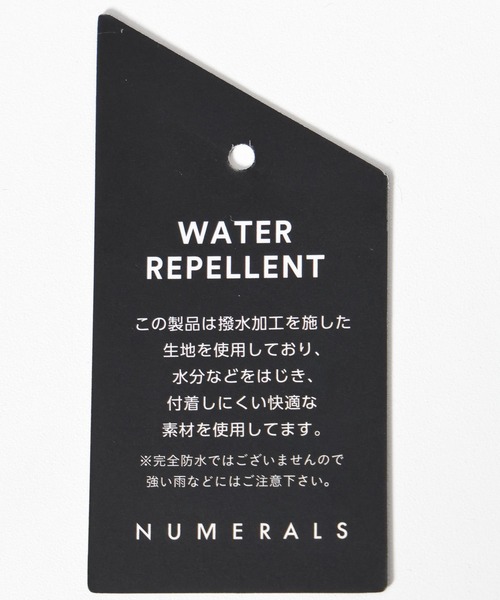 WATER
REPELLENT
この製品は撥水加工を施した
生地を使用しており、
水分などをはじき、
付着しにくい快適な
素材を使用してます。
※完全防水ではございませんので
強い雨などにはご注意下さい。
NUMERALS